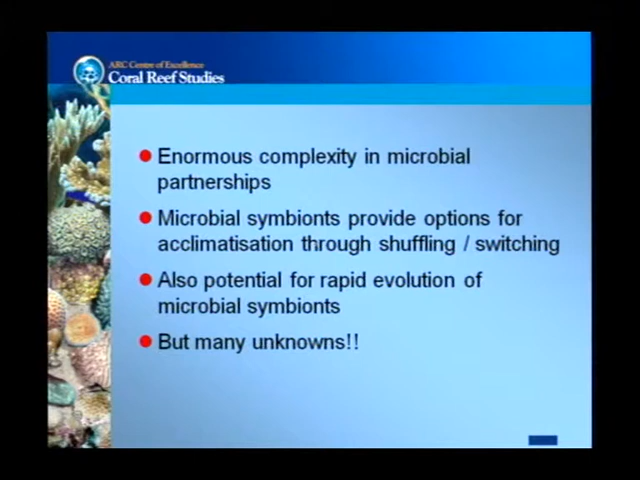 ARC Centre of Excellence
Coral Reef Studies
Enormous complexity in microbial
partnerships
Microbial symbionts provide options for
acclimatisation through shuffling / switching
Also potential for rapid evolution of
microbial symbionts
But many unknowns!!